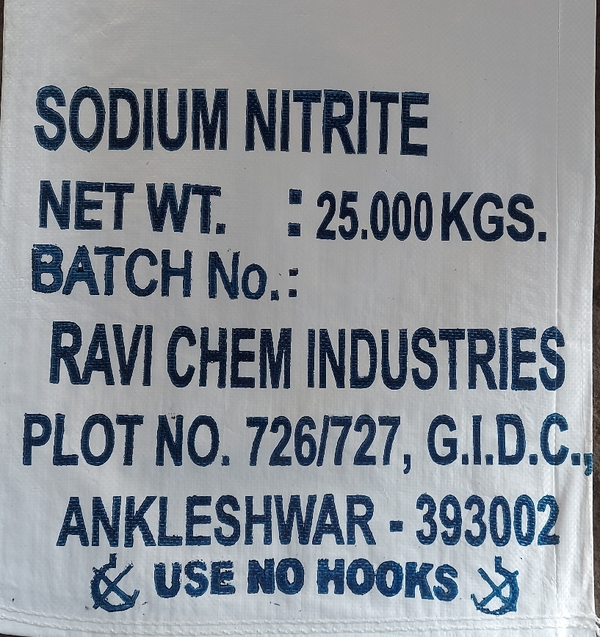 SODIUM NITRITE
NET WT. : 25.000 KGS.
BATCH No. :
RAVI CHEM INDUSTRIES
PLOT NO. 726/727, G.I.D.C.,
ANKLESHWAR - 393002
USE NO HOOKS